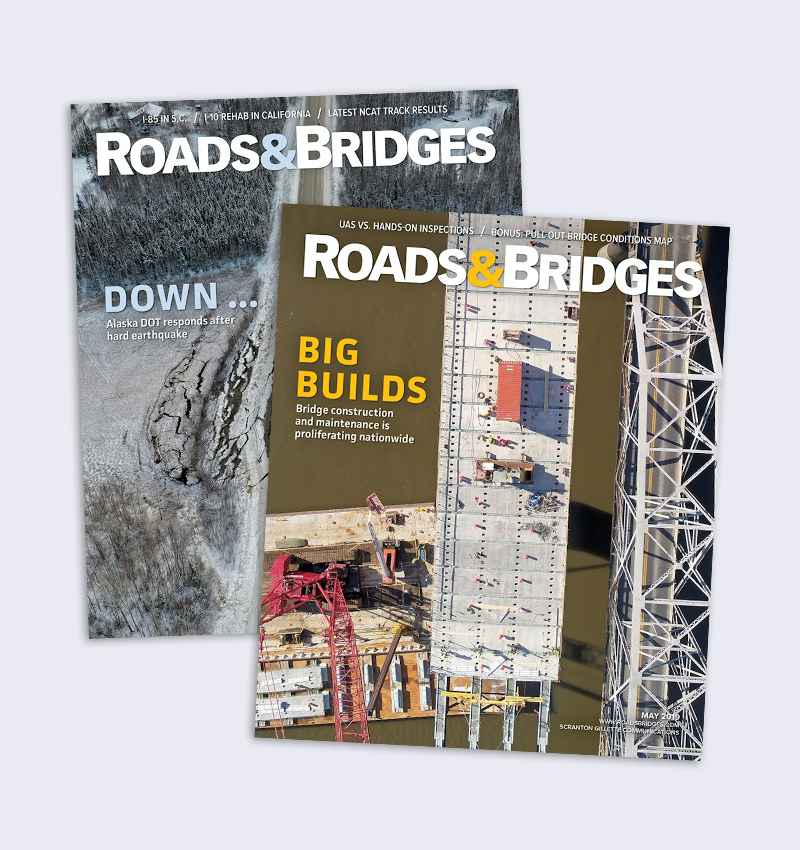 I-85 IN S.C. / I-10 REHAB IN CALIFORNIA / LATEST NCAT TRACK RESULTS
ROADS&BRIDGES
DOWN ...
Alaska DOT responds after
hard earthquake
UAS VS. HANDS-ON INSPECTIONS / BONUS: PULL-OUT BRIDGE CONDITIONS MAP
ROADS&BRIDGES
BIG
BUILDS
Bridge construction
and maintenance is
proliferating nationwide
MAY 2019
WWW.ROADSBRIDGES.COM
SCRANTON GILLETTE COMMUNICATIONS